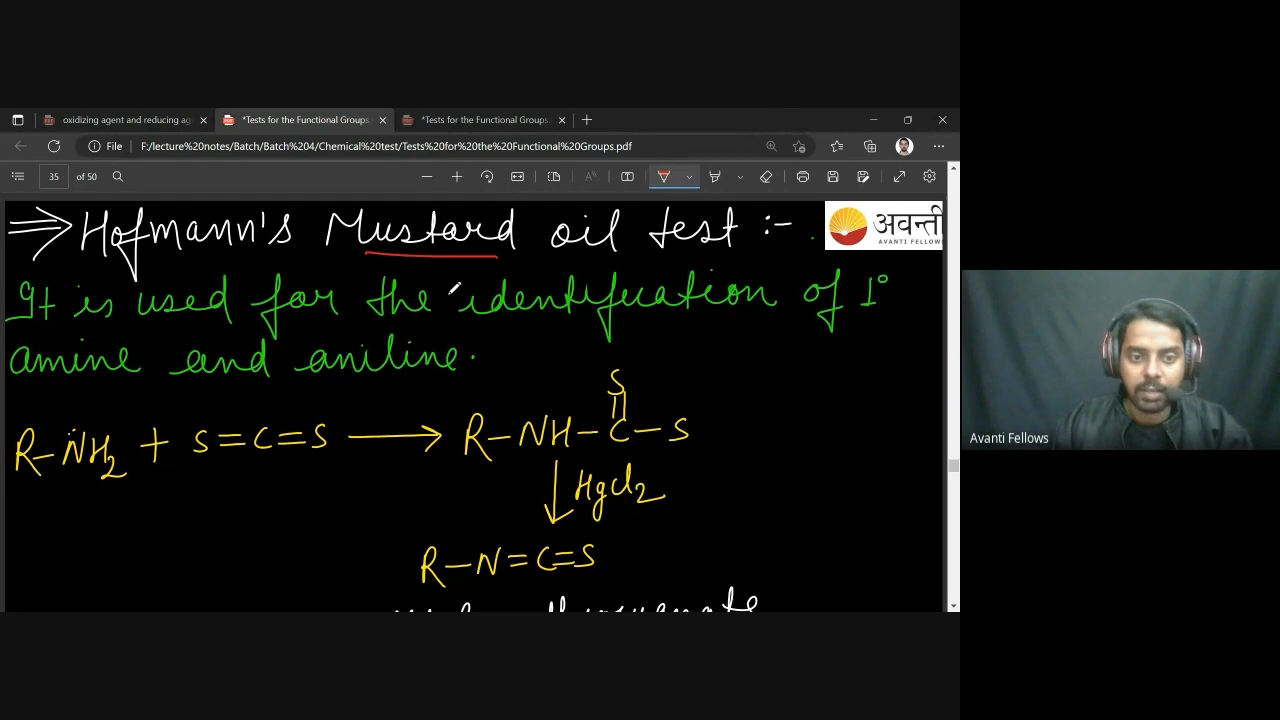 oxidizing agent and reducing ag
*Tests for the Functional Groups.
*Tests for the Functional Groups.
File
F:/lecture%20notes/Batch/Batch%204/Chemical%20test/Tests%20for%20the%20Functional%20Groups.pdf
35 of 50
⇒ Hofmann's Mustard oil test :-
अवन्ती
AVANTI FELLOWS
It is used for the identification of 1°
amine and aniline.
S
R-N̈H₂ + S=C=S ⟶ R-NH-C-S
HgCl₂
R-N=C=S
Avanti Fellows